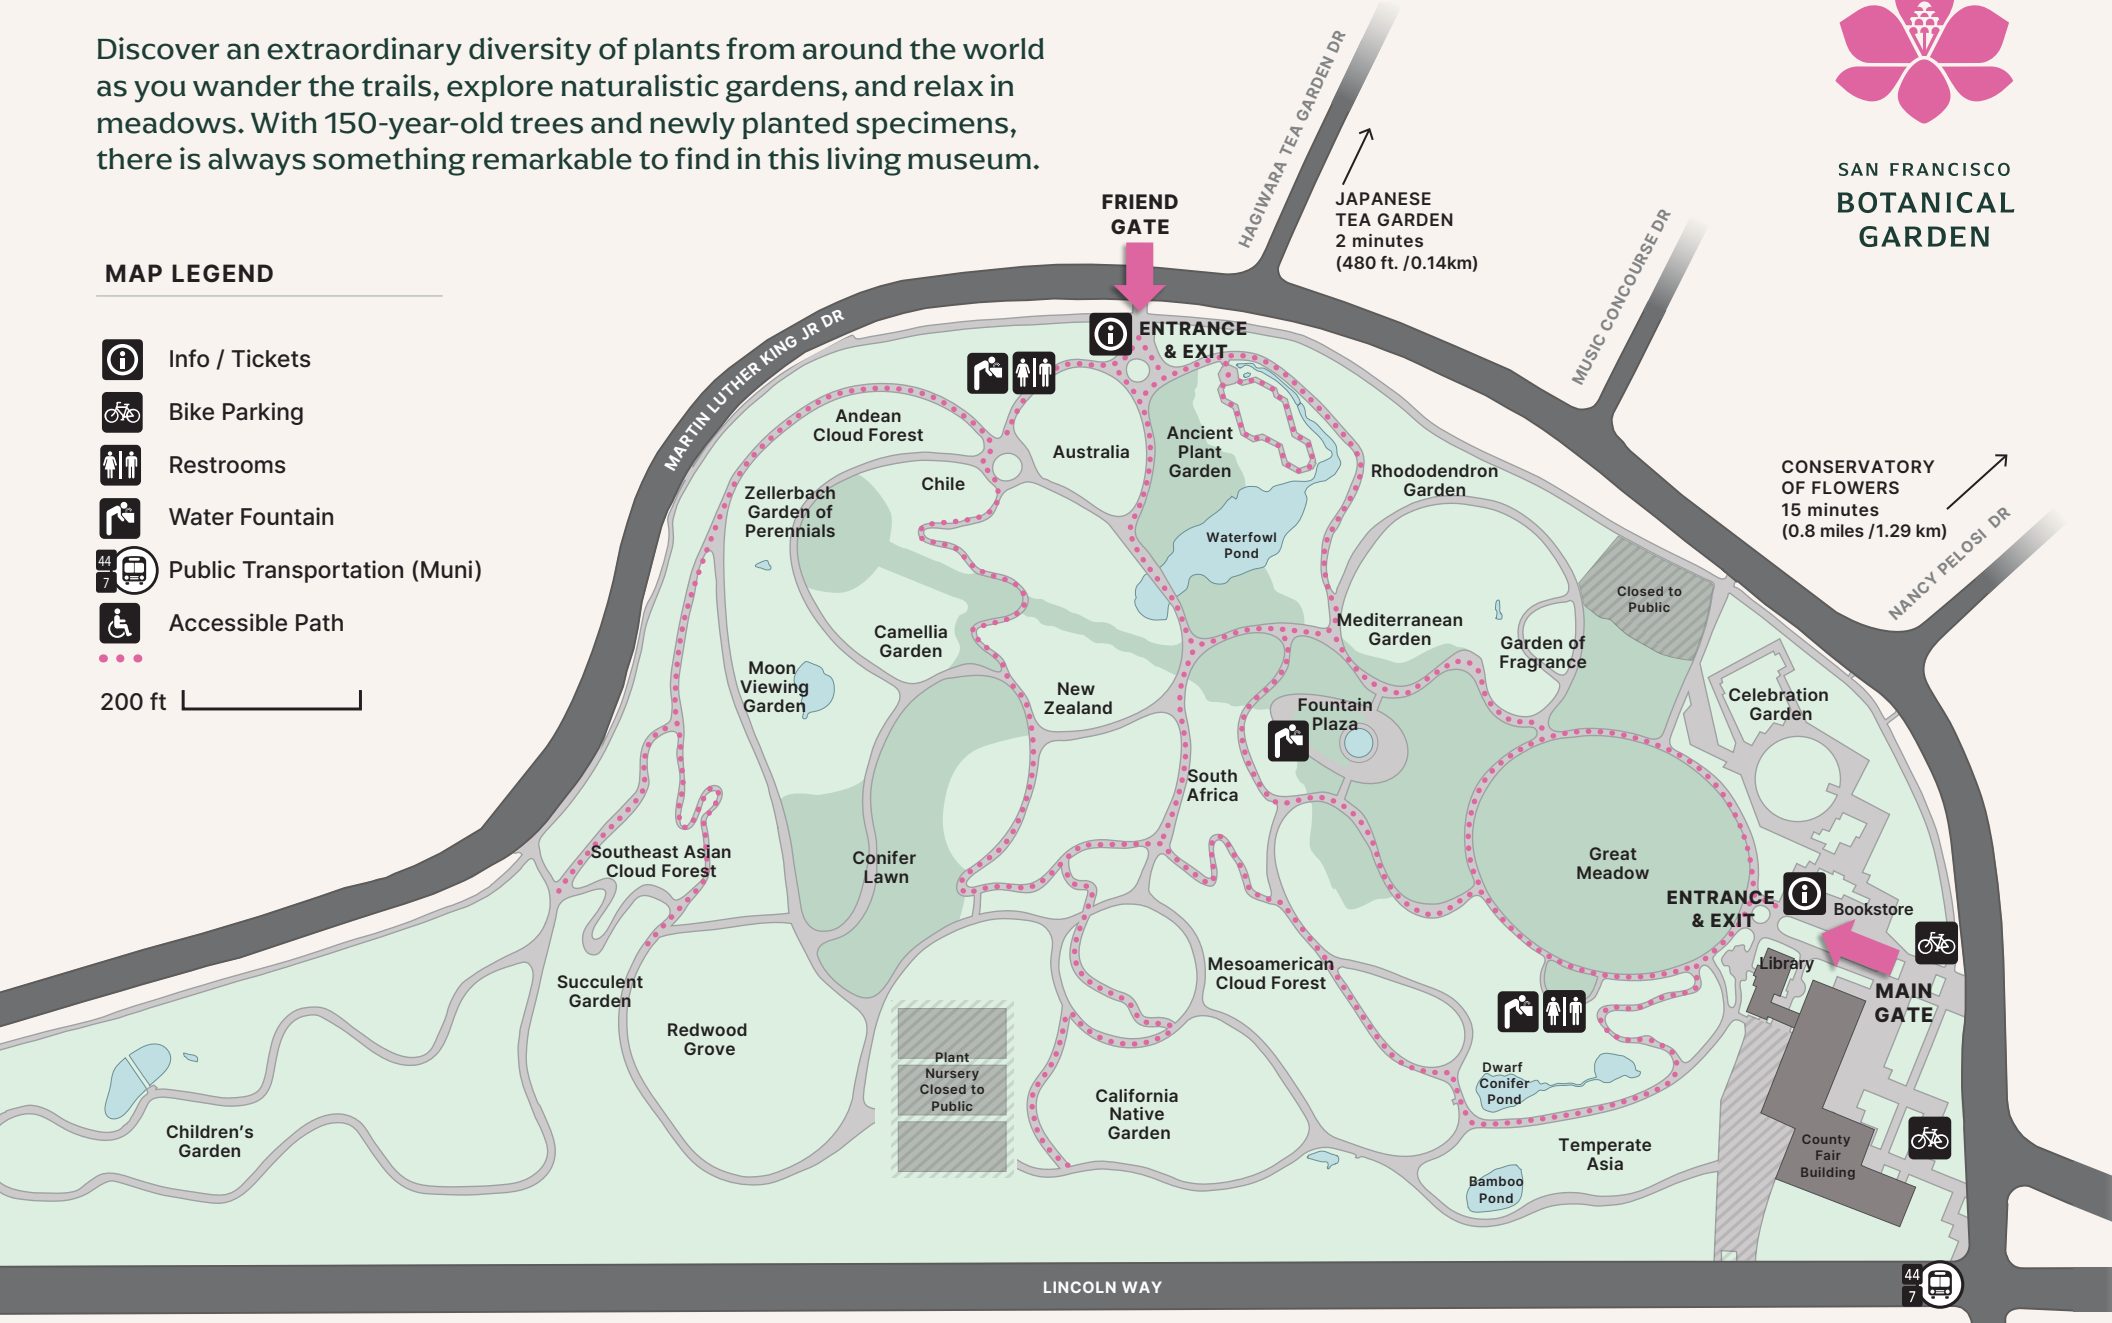 Discover an extraordinary diversity of plants from around the world
as you wander the trails, explore naturalistic gardens, and relax in
meadows. With 150-year-old trees and newly planted specimens,
there is always something remarkable to find in this living museum.
SAN FRANCISCO
BOTANICAL
GARDEN
MAP LEGEND
Info / Tickets
Bike Parking
Restrooms
Water Fountain
44
7
Public Transportation (Muni)
Accessible Path
200 ft
FRIEND
GATE
HAGIWARA TEA GARDEN DR
JAPANESE
TEA GARDEN
2 minutes
(480 ft. /0.14km)
MUSIC CONCOURSE DR
CONSERVATORY
OF FLOWERS
15 minutes
(0.8 miles /1.29 km)
NANCY PELOSI DR
MARTIN LUTHER KING JR DR
ENTRANCE
& EXIT
Andean
Cloud Forest
Australia
Ancient
Plant
Garden
Rhododendron
Garden
Chile
Zellerbach
Garden of
Perennials
Waterfowl
Pond
Closed to
Public
Camellia
Garden
Mediterranean
Garden
Garden of
Fragrance
Moon
Viewing
Garden
New
Zealand
Fountain
Plaza
Celebration
Garden
South
Africa
Southeast Asian
Cloud Forest
Conifer
Lawn
Great
Meadow
ENTRANCE
& EXIT
Bookstore
Library
MAIN
GATE
Succulent
Garden
Mesoamerican
Cloud Forest
Redwood
Grove
Plant
Nursery
Closed to
Public
Dwarf
Conifer
Pond
California
Native
Garden
Children's
Garden
Temperate
Asia
County
Fair
Building
Bamboo
Pond
LINCOLN WAY
44
7